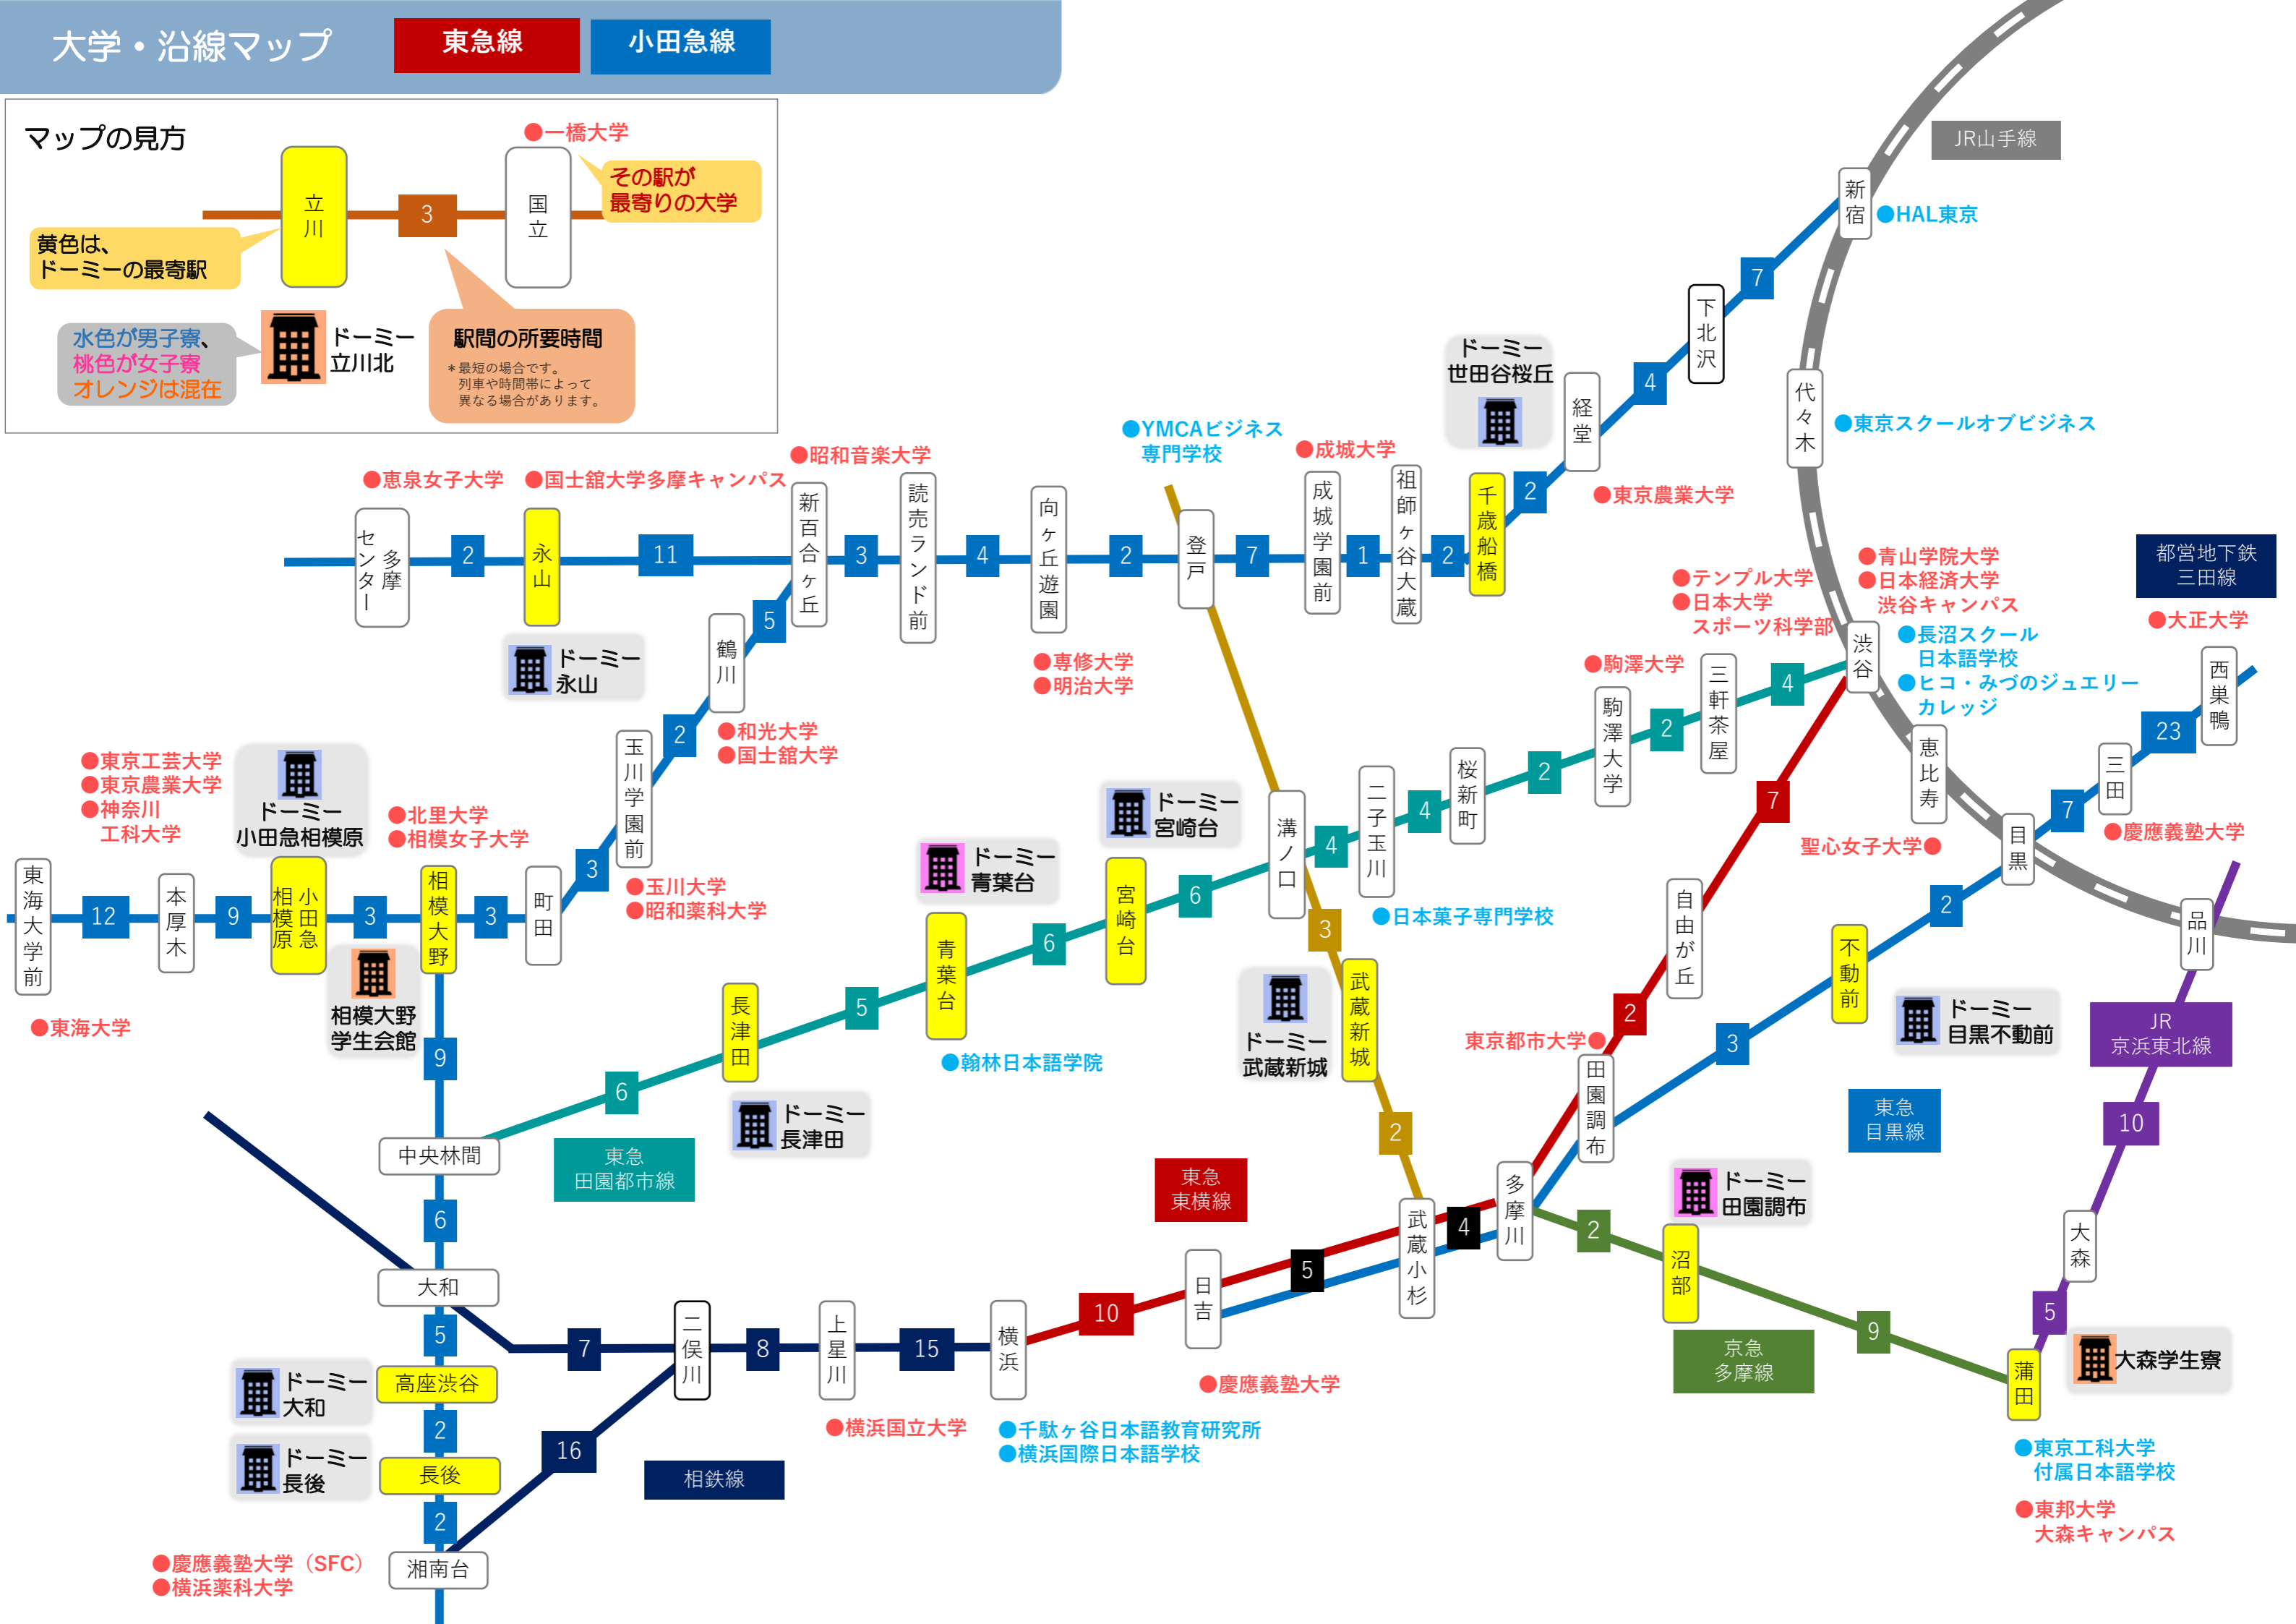 大学・沿線マップ
東急線
小田急線
マップの見方
●一橋大学
その駅が
最寄りの大学
立川
3
国立
黄色は、
ドーミーの最寄駅
水色が男子寮、
桃色が女子寮
オレンジは混在
ドーミー
立川北
駅間の所要時間
＊最短の場合です。
列車や時間帯によって
異なる場合があります。
JR山手線
新宿
●HAL東京
7
下北沢
4
経堂
●東京農業大学
2
ドーミー
世田谷桜丘
代々木
●東京スクールオブビジネス
●恵泉女子大学
●国士舘大学多摩キャンパス
●昭和音楽大学
●YMCAビジネス
専門学校
●成城大学
多摩
センター
2
永山
11
新百合ヶ丘
3
読売ランド前
4
向ヶ丘遊園
2
登戸
7
成城学園前
1
祖師ヶ谷大蔵
2
千歳船橋
ドーミー
永山
5
鶴川
●専修大学
●明治大学
2
●和光大学
●国士舘大学
玉川学園前
3
●玉川大学
●昭和薬科大学
●テンプル大学
●日本大学
スポーツ科学部
●青山学院大学
●日本経済大学
渋谷キャンパス
●長沼スクール
日本語学校
●ヒコ・みづのジュエリー
カレッジ
都営地下鉄
三田線
●大正大学
西巣鴨
23
三田
7
●慶應義塾大学
渋谷
恵比寿
目黒
聖心女子大学●
品川
●駒澤大学
4
三軒茶屋
2
駒澤大学
2
桜新町
4
二子玉川
4
溝ノ口
●日本菓子専門学校
6
宮崎台
ドーミー
宮崎台
6
青葉台
ドーミー
青葉台
●翰林日本語学院
5
長津田
ドーミー
長津田
6
東急
田園都市線
●東京工芸大学
●東京農業大学
●神奈川
工科大学
ドーミー
小田急相模原
●北里大学
●相模女子大学
東海大学前
12
本厚木
9
小田急
相模原
3
相模大野
3
町田
●東海大学
相模大野
学生会館
9
中央林間
6
大和
5
高座渋谷
ドーミー
大和
2
長後
ドーミー
長後
2
湘南台
●慶應義塾大学（SFC）
●横浜薬科大学
7
二俣川
8
上星川
15
横浜
16
相鉄線
●横浜国立大学
●千駄ヶ谷日本語教育研究所
●横浜国際日本語学校
10
日吉
●慶應義塾大学
5
武蔵小杉
4
多摩川
東急
東横線
3
武蔵新城
ドーミー
武蔵新城
2
7
自由が丘
2
東京都市大学●
田園調布
3
不動前
2
ドーミー
目黒不動前
東急
目黒線
2
沼部
ドーミー
田園調布
9
京急
多摩線
JR
京浜東北線
10
大森
5
蒲田
大森学生寮
●東京工科大学
付属日本語学校
●東邦大学
大森キャンパス